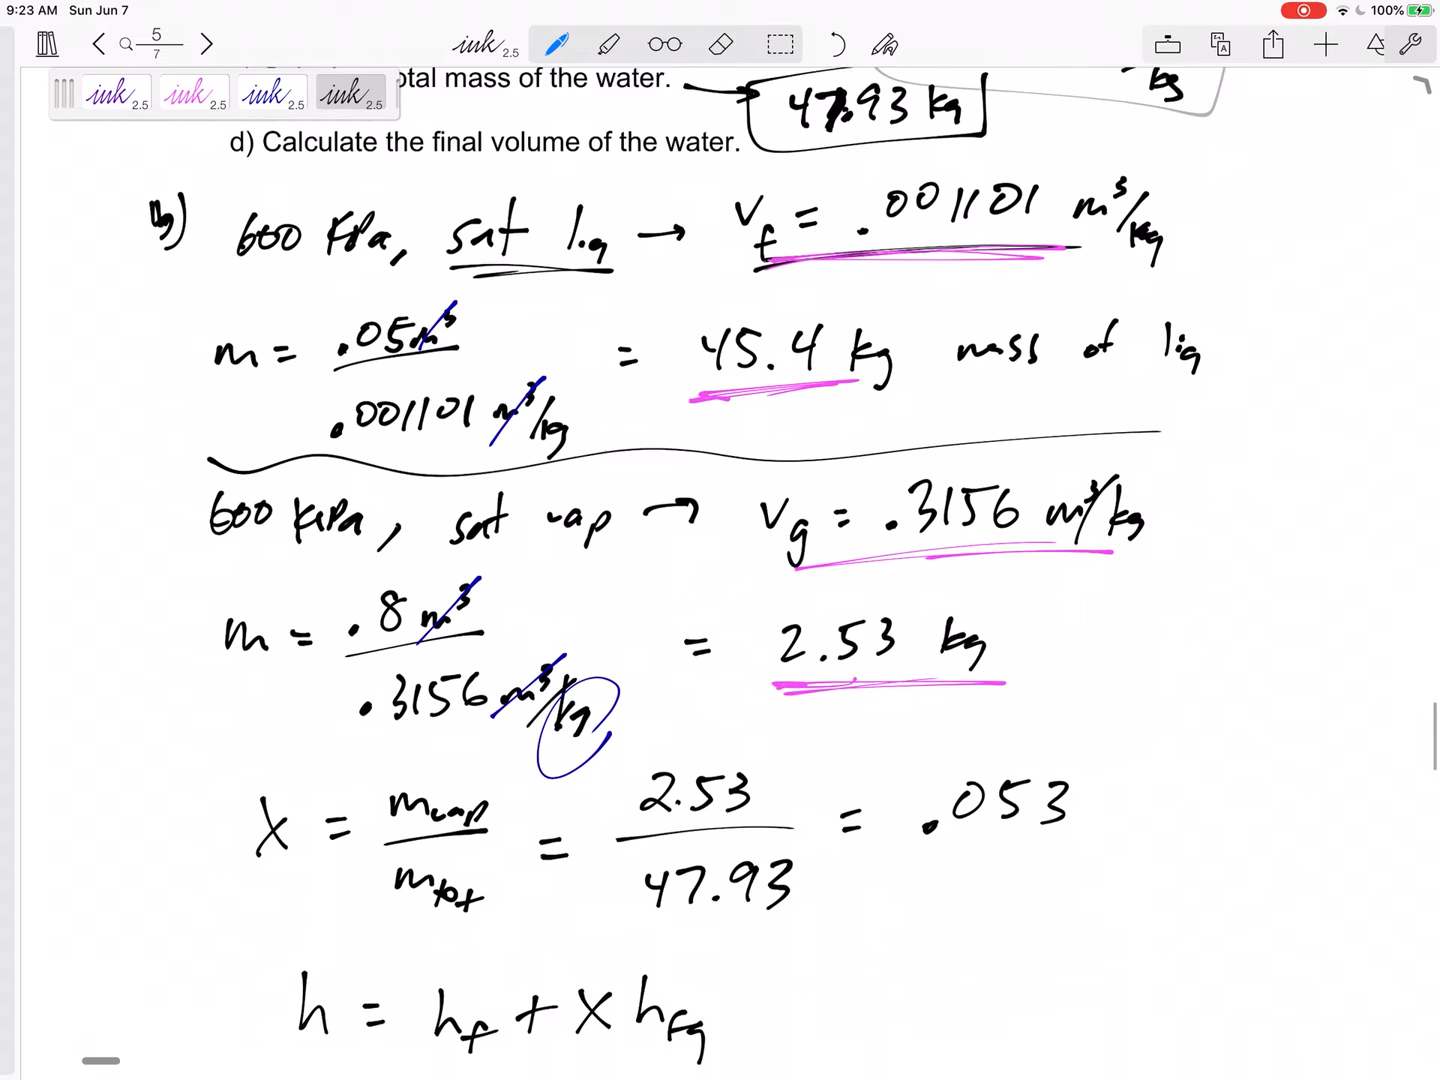 9:23 AM Sun Jun 7
100%
5
7
ink 2.5
ink 2.5 ink 2.5 ink 2.5 ink 2.5
otal mass of the water. → 47.93 kg
kg
d) Calculate the final volume of the water.
b) 600 KPa, sat liq → vf = .001101 m³/kg
m = .05 m³ / .001101 m³/kg = 45.4 kg mass of liq
600 KPa, sat vap → vg = .3156 m³/kg
m = .8 m³ / .3156 m³/kg = 2.53 kg
x = mvap / mtot = 2.53 / 47.93 = .053
h = hf + x hfg